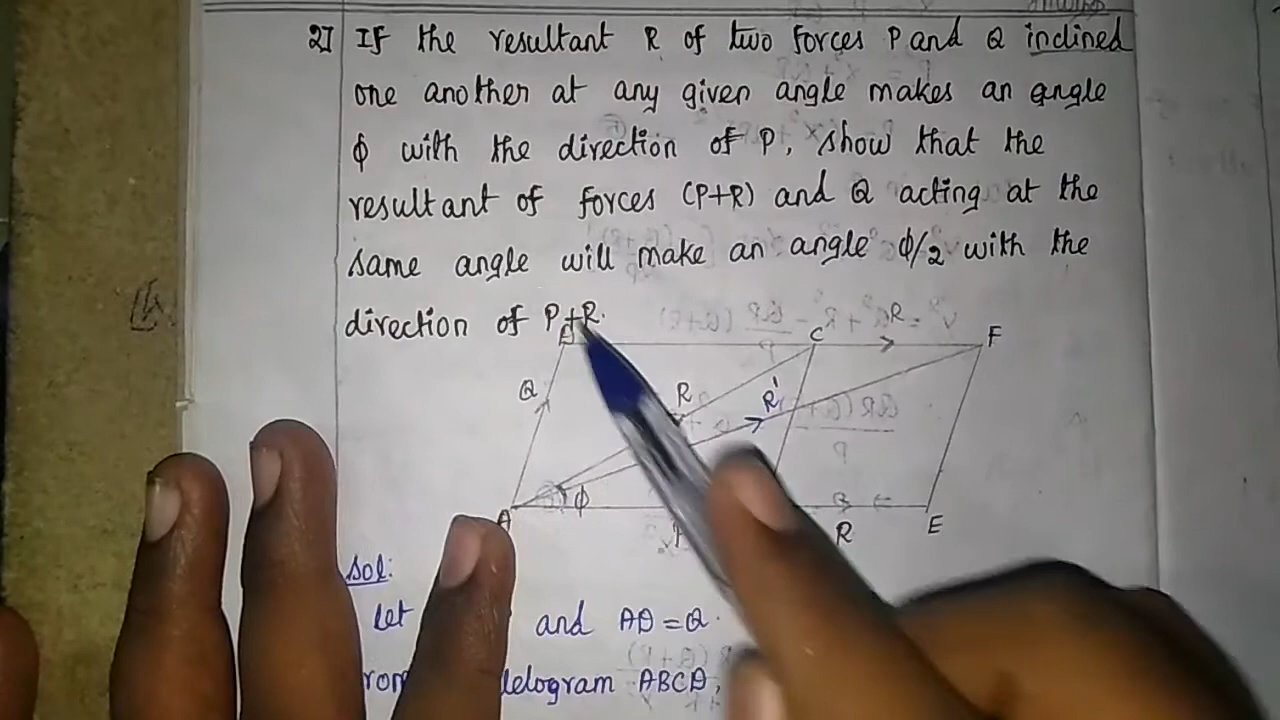 2] If the resultant R of two forces P and Q inclined
one another at any given angle makes an angle
ϕ with the direction of P, show that the
resultant of forces (P+R) and Q acting at the
same angle will make an angle ϕ/2 with the
direction of P+R.
C R F
Q R R'
A ϕ R E
Sol:
let and AD=Q.
ABCD,